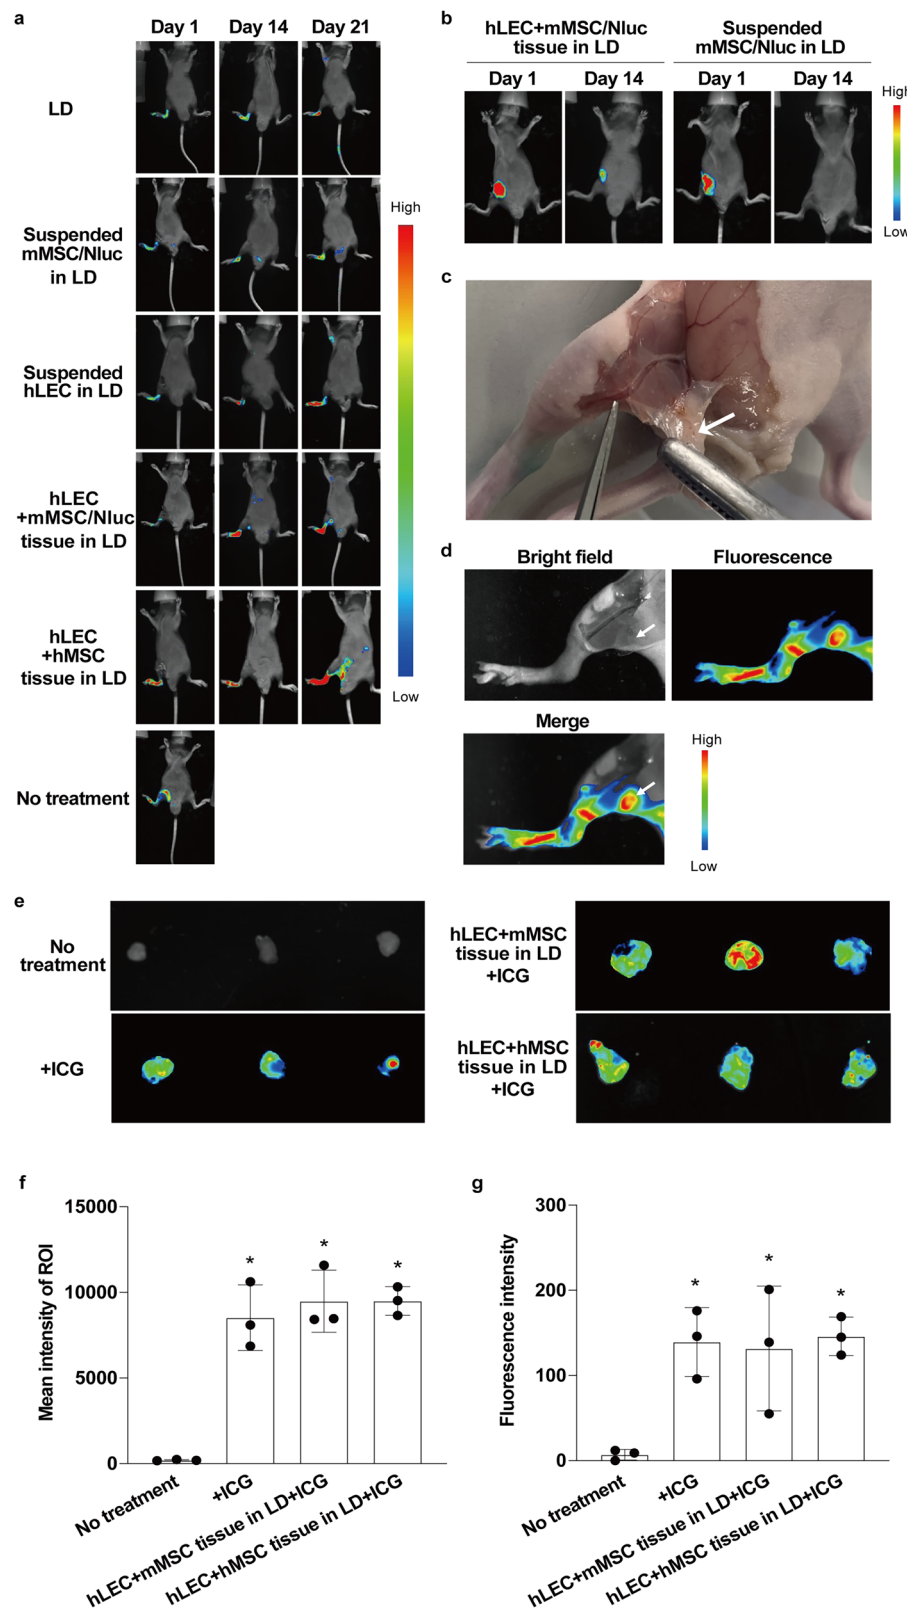 a
Day 1 Day 14 Day 21
LD
Suspended
mMSC/Nluc
in LD
Suspended
hLEC in LD
hLEC
+mMSC/Nluc
tissue in LD
hLEC
+hMSC
tissue in LD
No treatment
High
Low
b
hLEC+mMSC/Nluc
tissue in LD
Suspended
mMSC/Nluc in LD
Day 1 Day 14 Day 1 Day 14
High
Low
c
d
Bright field Fluorescence
Merge
High
Low
e
No
treatment
+ICG
hLEC+mMSC
tissue in LD
+ICG
hLEC+hMSC
tissue in LD
+ICG
f
Mean intensity of ROI
15000
10000
5000
0
* * *
No treatment
+ICG
hLEC+mMSC tissue in LD+ICG
hLEC+hMSC tissue in LD+ICG
g
Fluorescence intensity
300
200
100
0
* * *
No treatment
+ICG
hLEC+mMSC tissue in LD+ICG
hLEC+hMSC tissue in LD+ICG